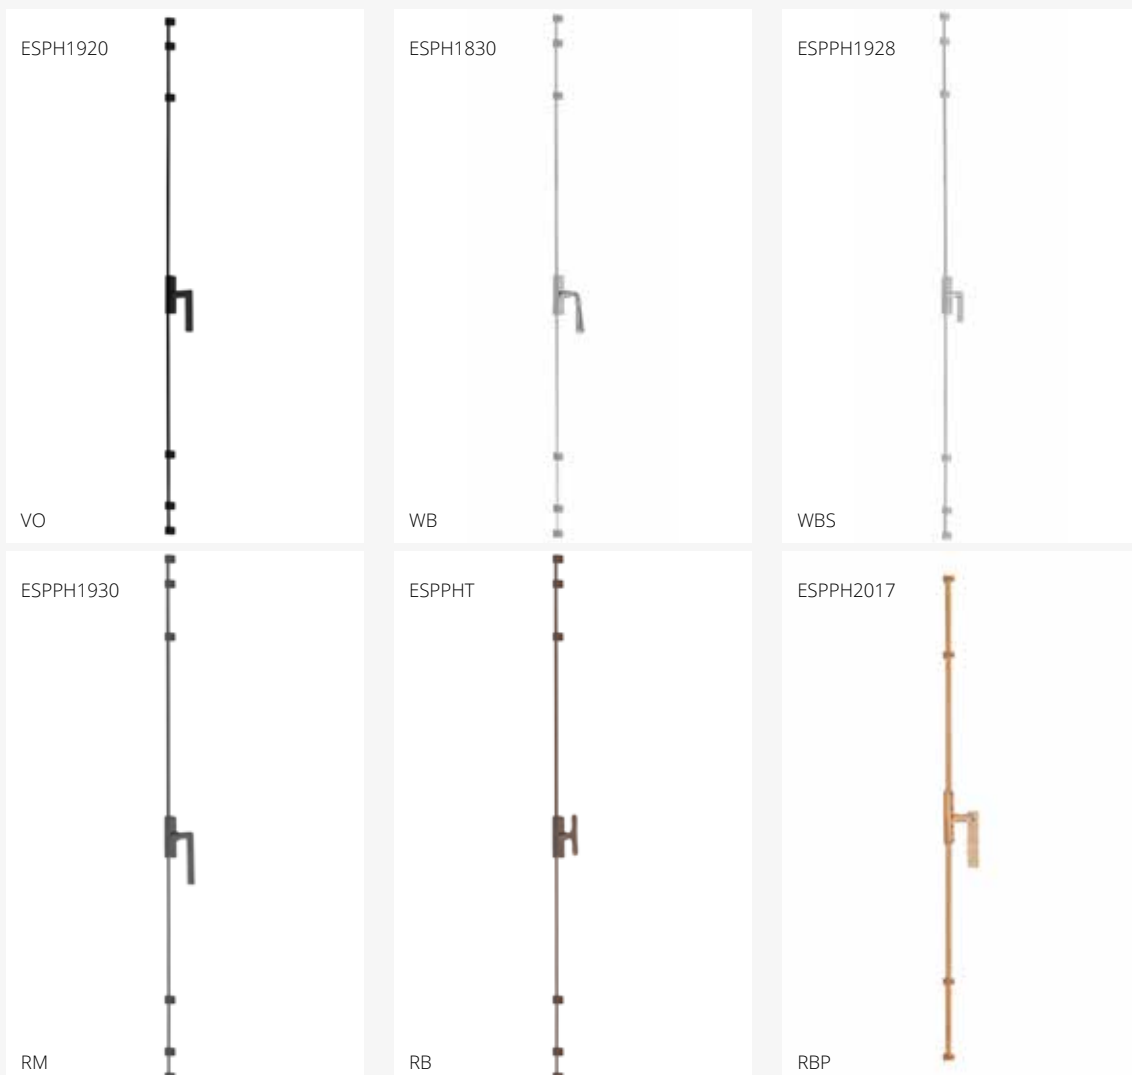 ESPH1920
ESPH1830
ESPPH1928
VO
WB
WBS
ESPPH1930
ESPPHT
ESPPH2017
RM
RB
RBP